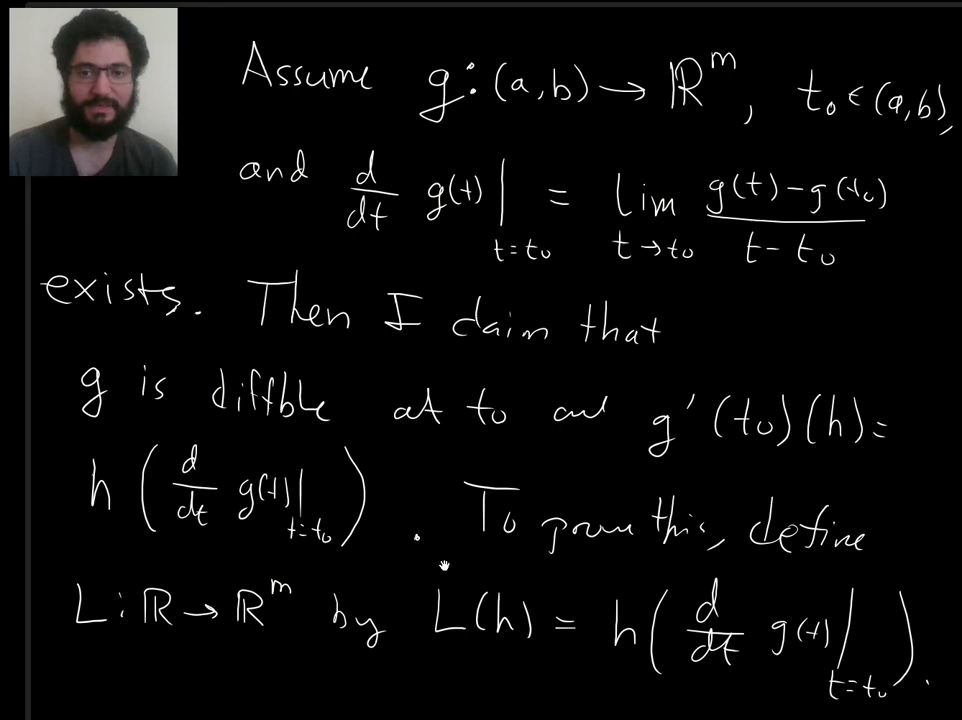 Assume g: (a,b) → ℝ^m, t₀ ∈ (a,b),
and d/dt g(t)|_{t=t₀} = lim_{t→t₀} (g(t) - g(t₀))/(t - t₀)
exists. Then I claim that
g is diffble at t₀ and g'(t₀)(h) =
h (d/dt g(t)|_{t=t₀}). To prove this, define
L: ℝ → ℝ^m by L(h) = h (d/dt g(t)|_{t=t₀}).